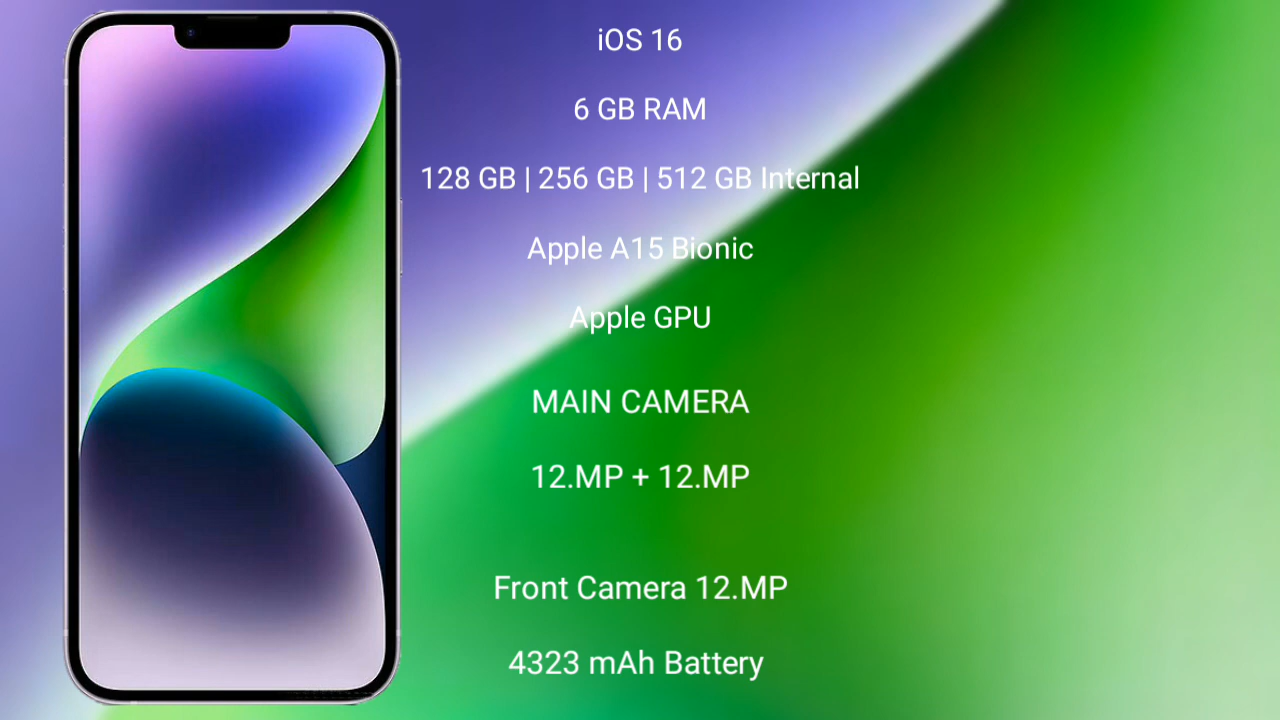 iOS 16
6 GB RAM
128 GB | 256 GB | 512 GB Internal
Apple A15 Bionic
Apple GPU
MAIN CAMERA
12.MP + 12.MP
Front Camera 12.MP
4323 mAh Battery